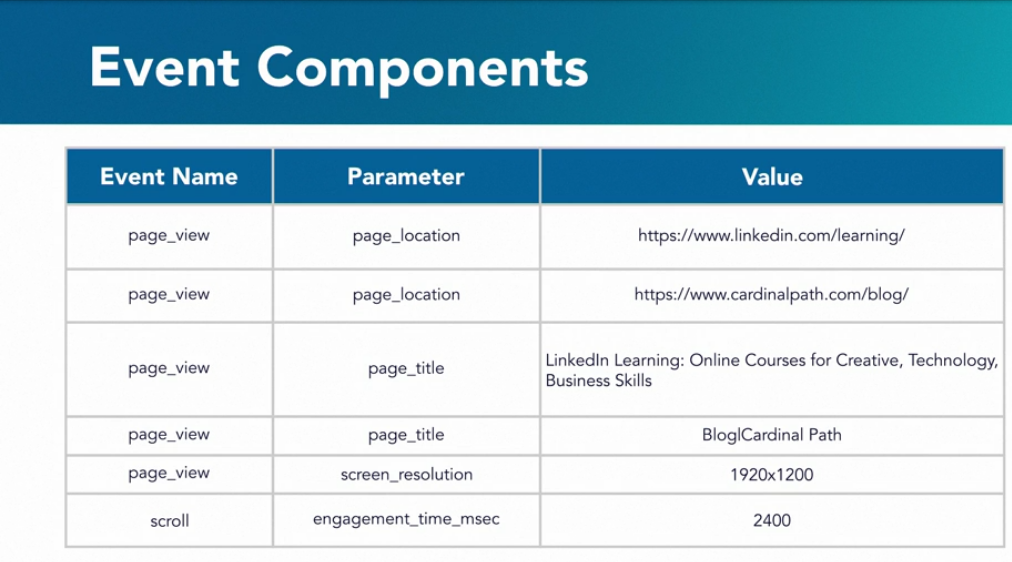 Event Components
Event Name Parameter Value
page_view page_location https://www.linkedin.com/learning/
page_view page_location https://www.cardinalpath.com/blog/
page_view page_title LinkedIn Learning: Online Courses for Creative, Technology,
Business Skills
page_view page_title Blog|Cardinal Path
page_view screen_resolution 1920x1200
scroll engagement_time_msec 2400